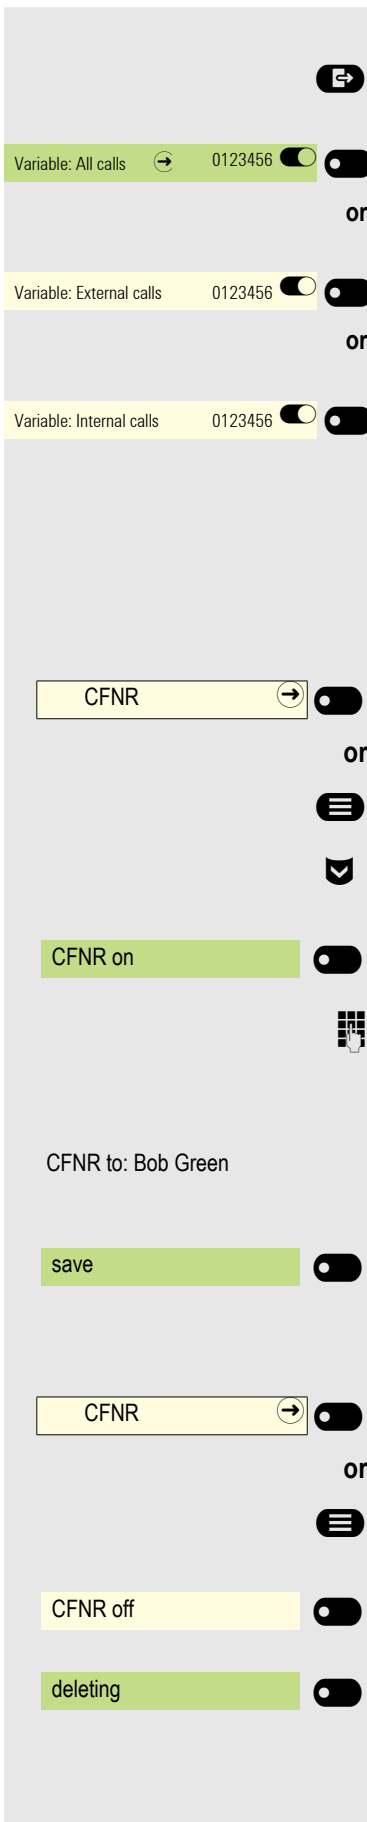 Variable: All calls 0123456
or
Variable: External calls 0123456
or
Variable: Internal calls 0123456
CFNR
or
CFNR on
CFNR to: Bob Green
save
CFNR
or
CFNR off
deleting